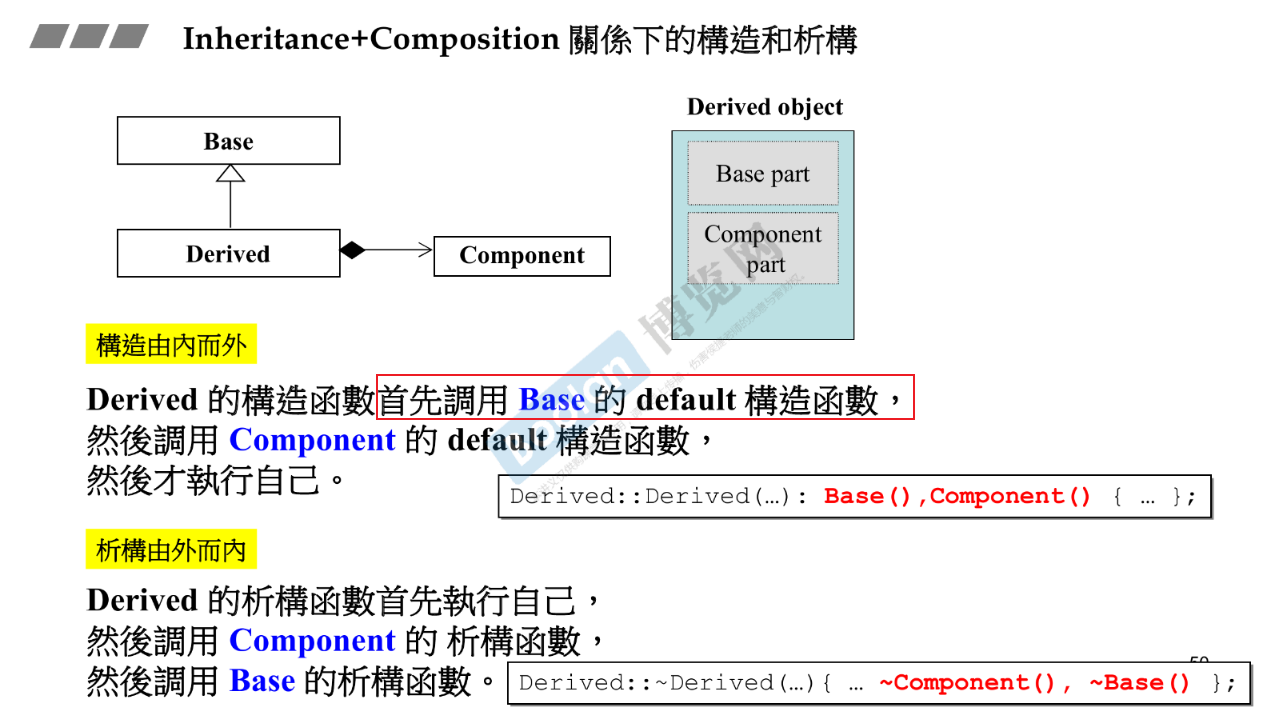 Inheritance+Composition 關係下的構造和析構
Derived object
Base
Base part
Component
part
Derived
Component
構造由內而外
Derived 的構造函數首先調用 Base 的 default 構造函數，
然後調用 Component 的 default 構造函數，
然後才執行自己。
Derived::Derived(…): Base(),Component() { … };
析構由外而內
Derived 的析構函數首先執行自己，
然後調用 Component 的 析構函數，
然後調用 Base 的析構函數。
Derived::~Derived(…){ … ~Component(), ~Base() };
Boolan
博览网